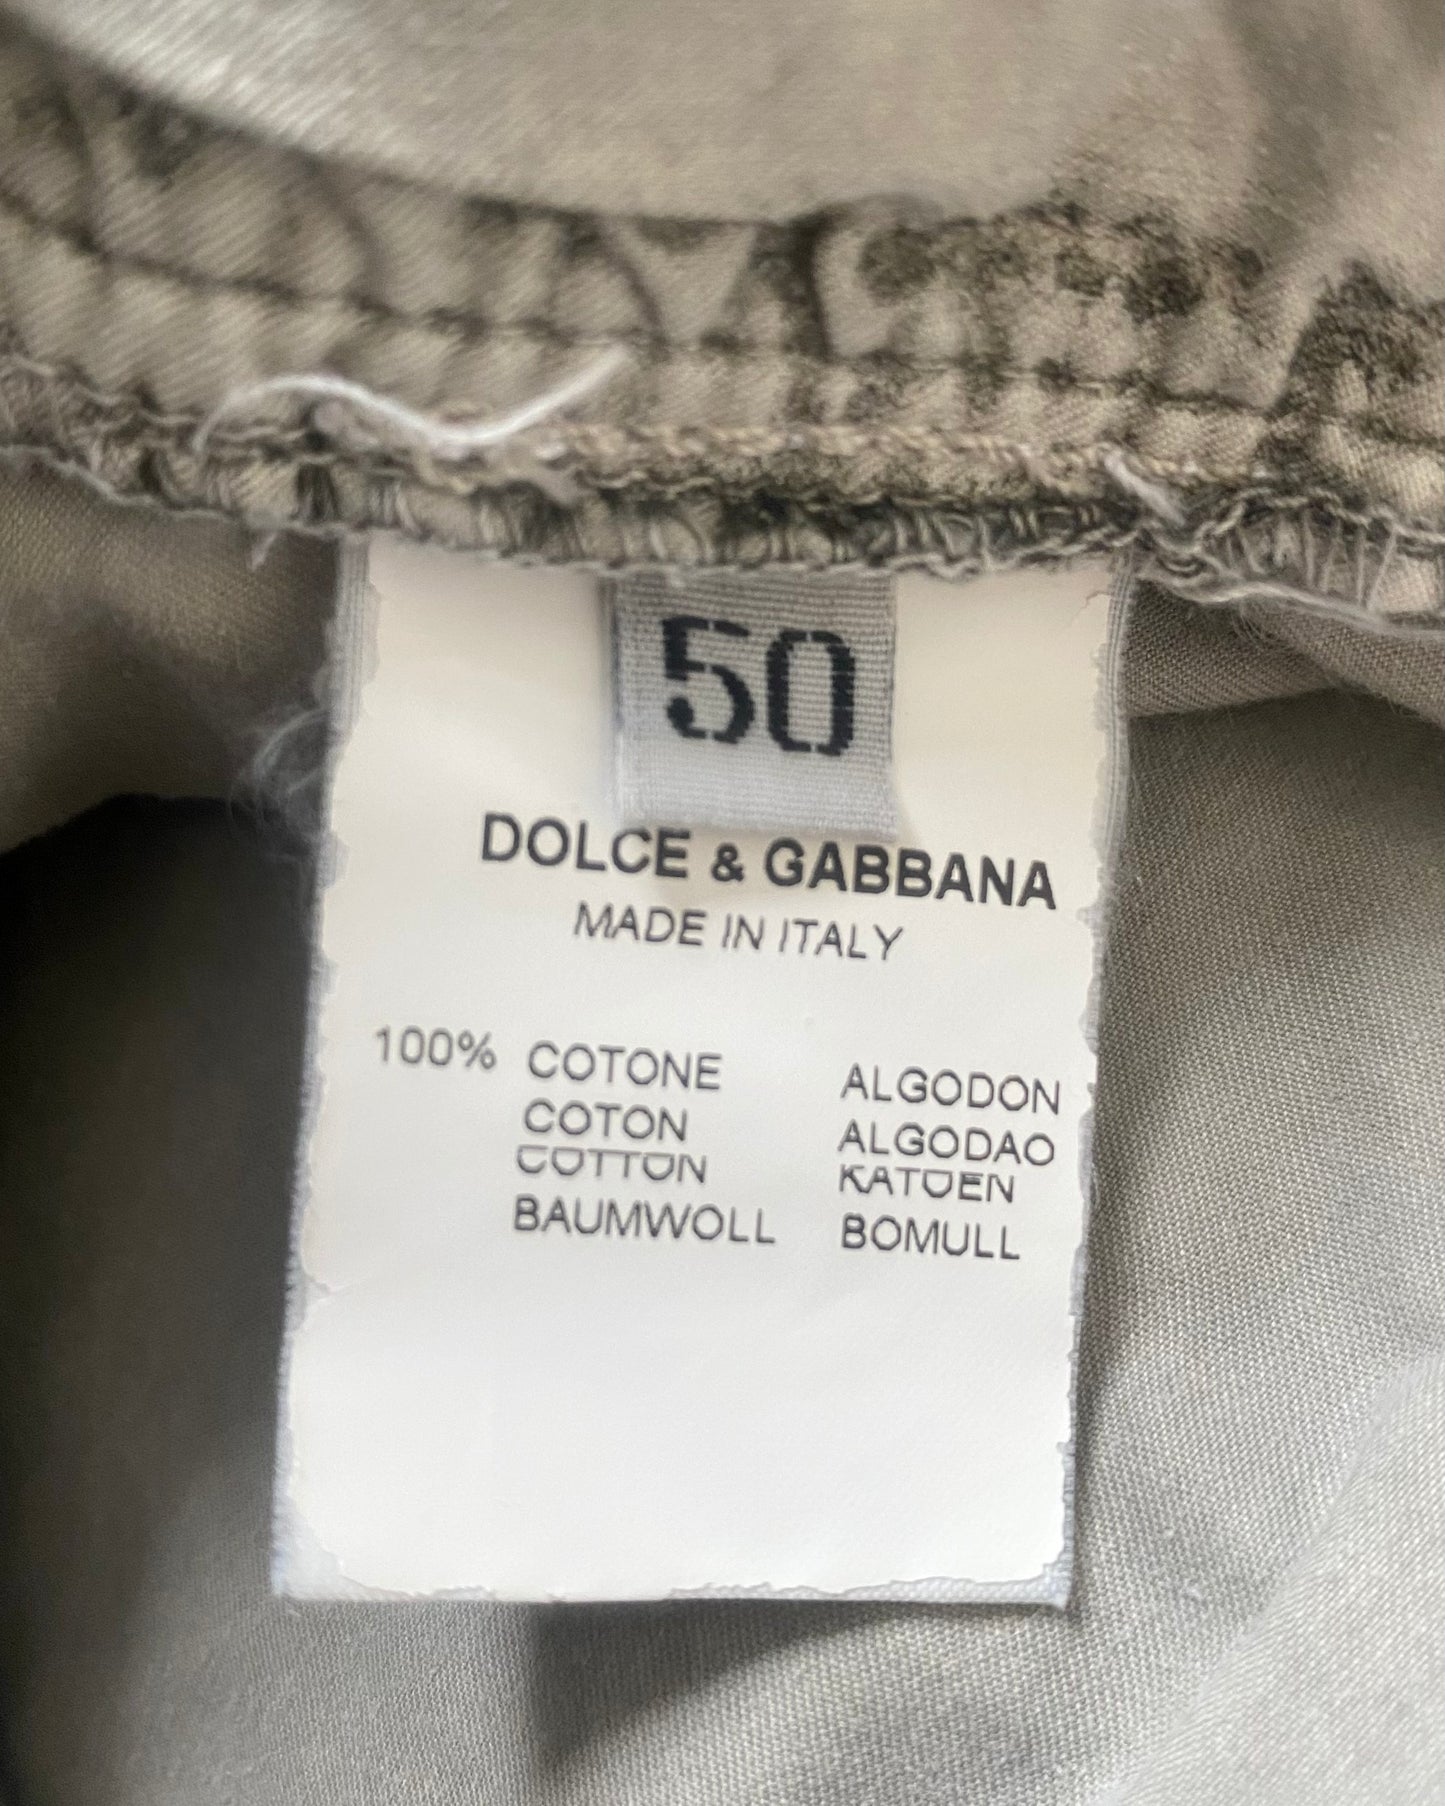 50
DOLCE & GABBANA
MADE IN ITALY
100% COTONE ALGODON
COTON ALGODAO
COTTON KATOEN
BAUMWOLL BOMULL